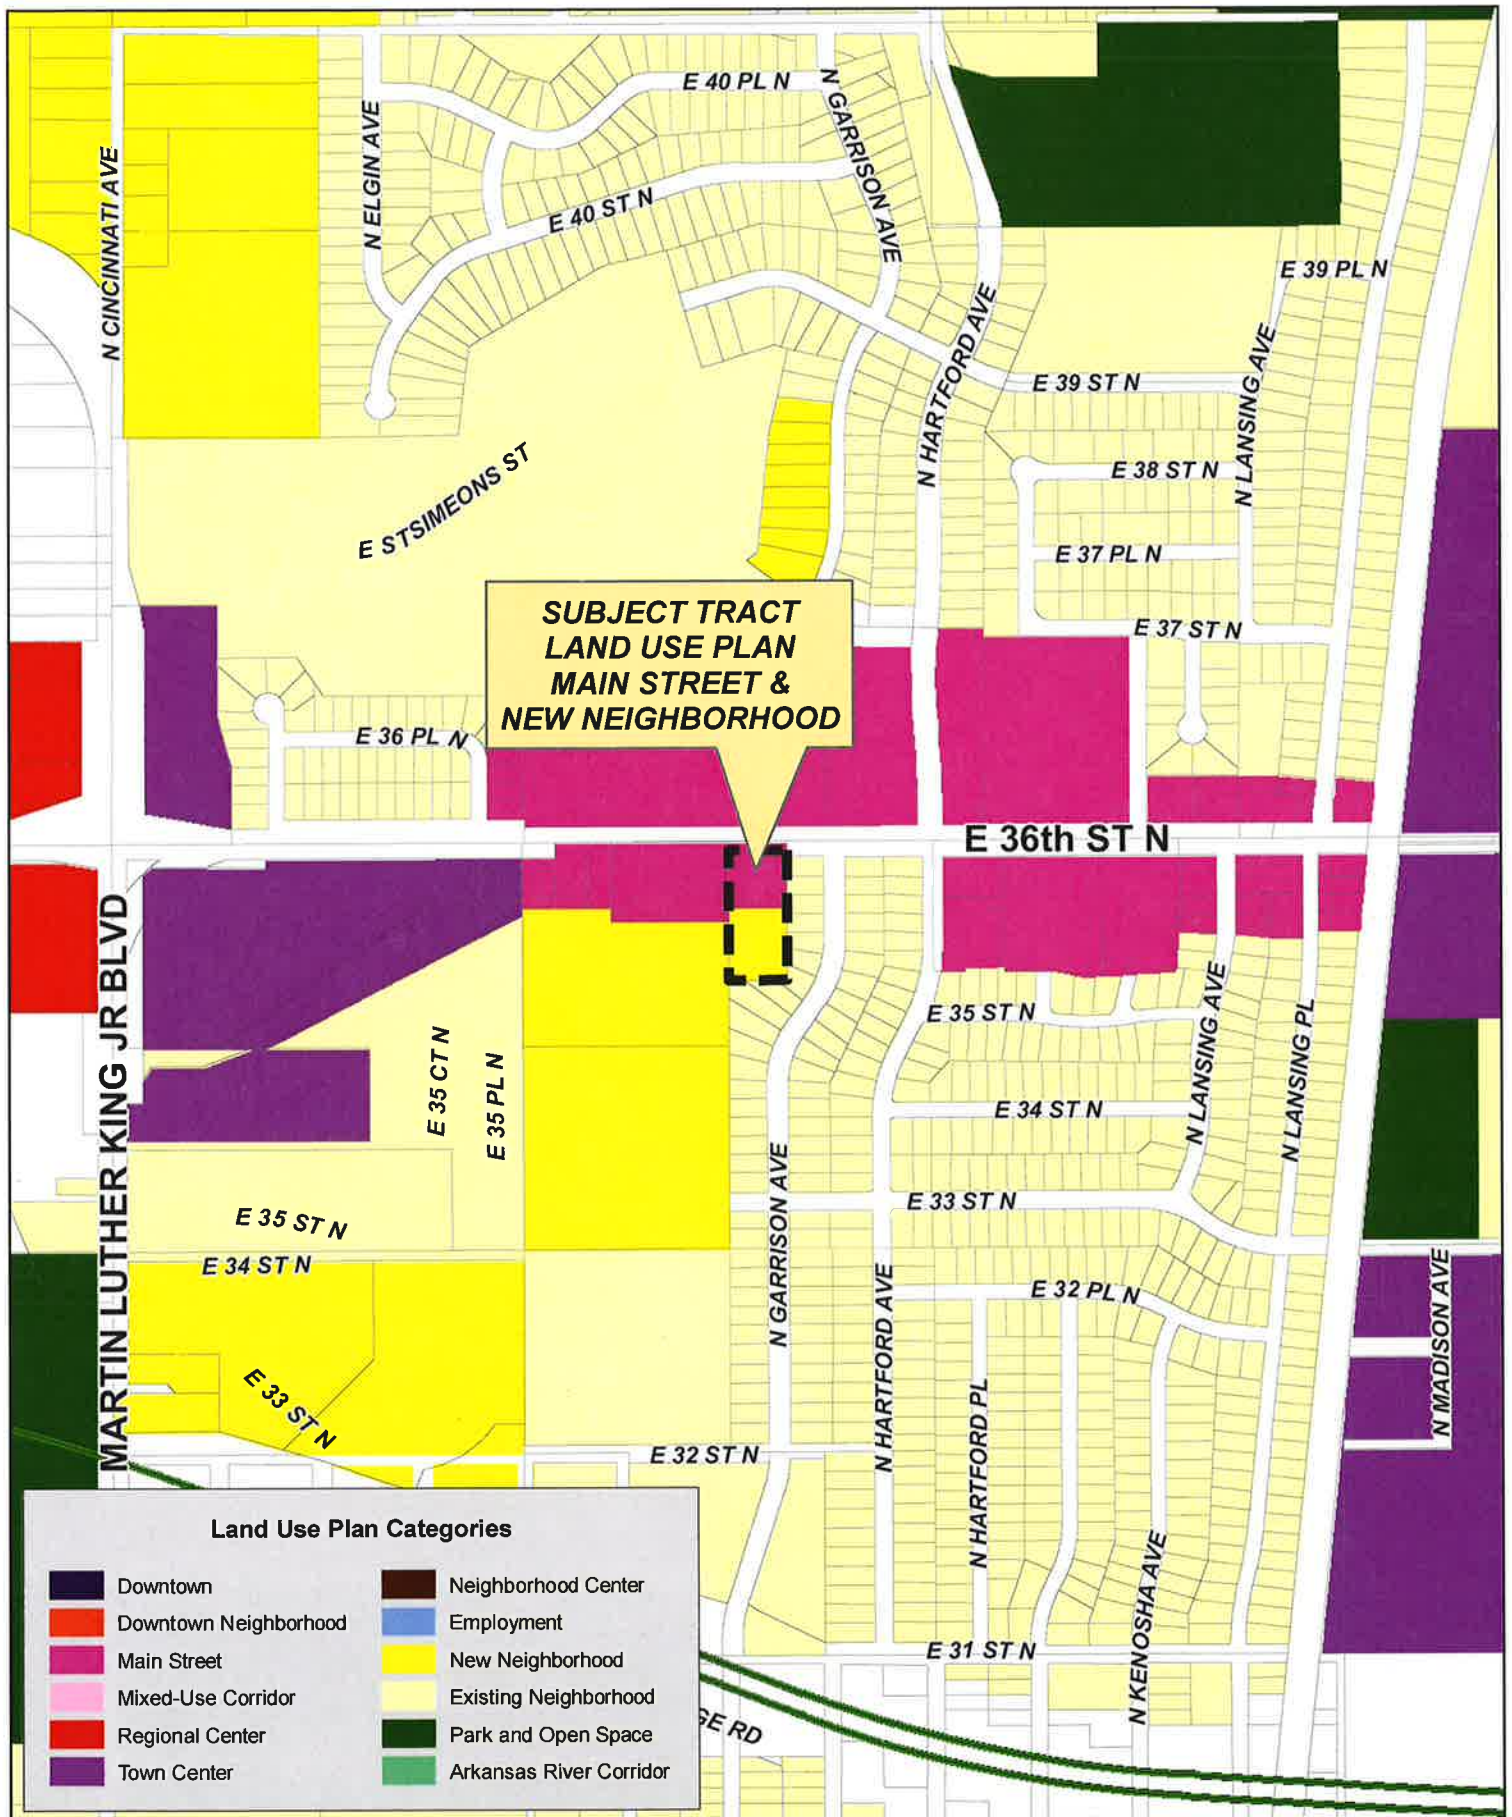 E 40 PL N
N GARRISON AVE
N ELGIN AVE
N CINCINNATI AVE
E 40 ST N
E 39 PL N
N HARTFORD AVE
E 39 ST N
N LANSING AVE
E 38 ST N
E STSIMEONS ST
E 37 PL N
SUBJECT TRACT
LAND USE PLAN
MAIN STREET &
NEW NEIGHBORHOOD
E 37 ST N
E 36 PL N
E 36th ST N
MARTIN LUTHER KING JR BLVD
E 35 CT N
E 35 PL N
E 35 ST N
N LANSING AVE
N LANSING PL
E 34 ST N
N GARRISON AVE
E 33 ST N
E 35 ST N
E 34 ST N
N HARTFORD AVE
E 32 PL N
N MADISON AVE
E 33 ST N
E 32 ST N
N HARTFORD PL
N KENOSHA AVE
E 31 ST N
GE RD
Land Use Plan Categories
Downtown
Downtown Neighborhood
Main Street
Mixed-Use Corridor
Regional Center
Town Center
Neighborhood Center
Employment
New Neighborhood
Existing Neighborhood
Park and Open Space
Arkansas River Corridor